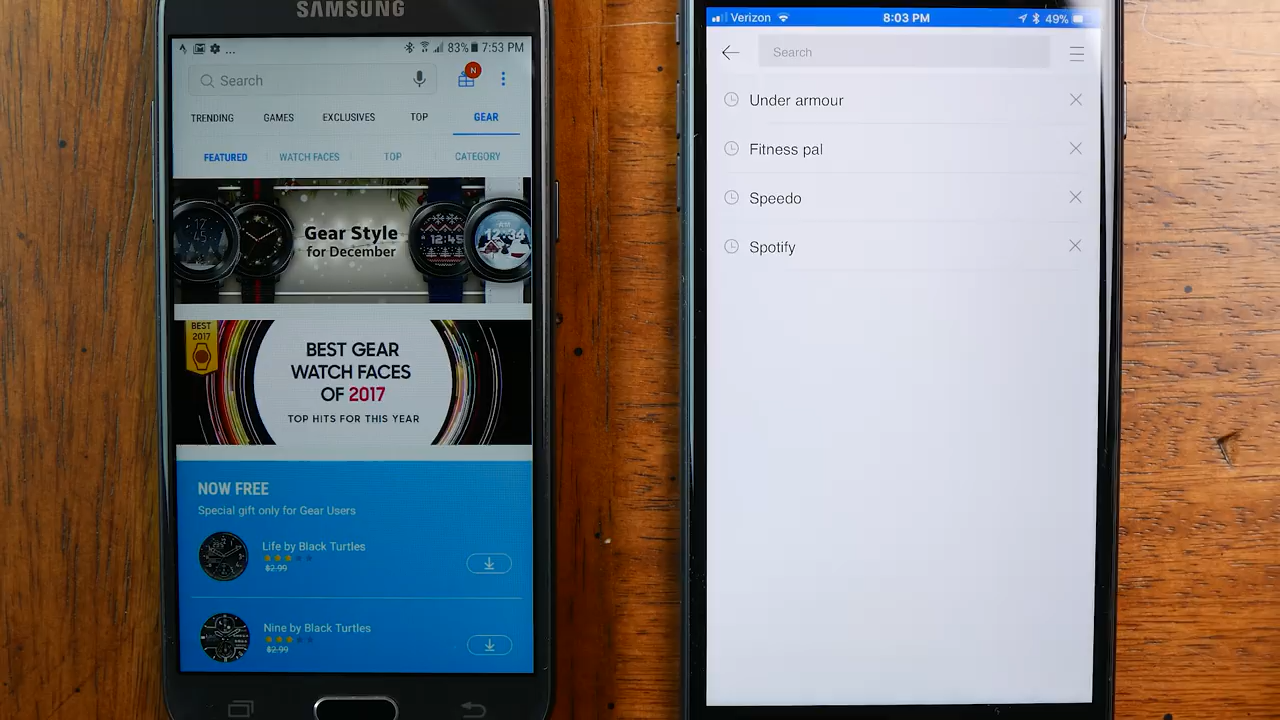 SAMSUNG
... 83% 7:53 PM
Search
N
TRENDING GAMES EXCLUSIVES TOP GEAR
FEATURED WATCH FACES TOP CATEGORY
Gear Style
for December
12:45
BEST
2017
BEST GEAR
WATCH FACES
OF 2017
TOP HITS FOR THIS YEAR
NOW FREE
Special gift only for Gear Users
Life by Black Turtles
$2.99
Nine by Black Turtles
$2.99
Verizon 8:03 PM 49%
Search
Under armour
Fitness pal
Speedo
Spotify